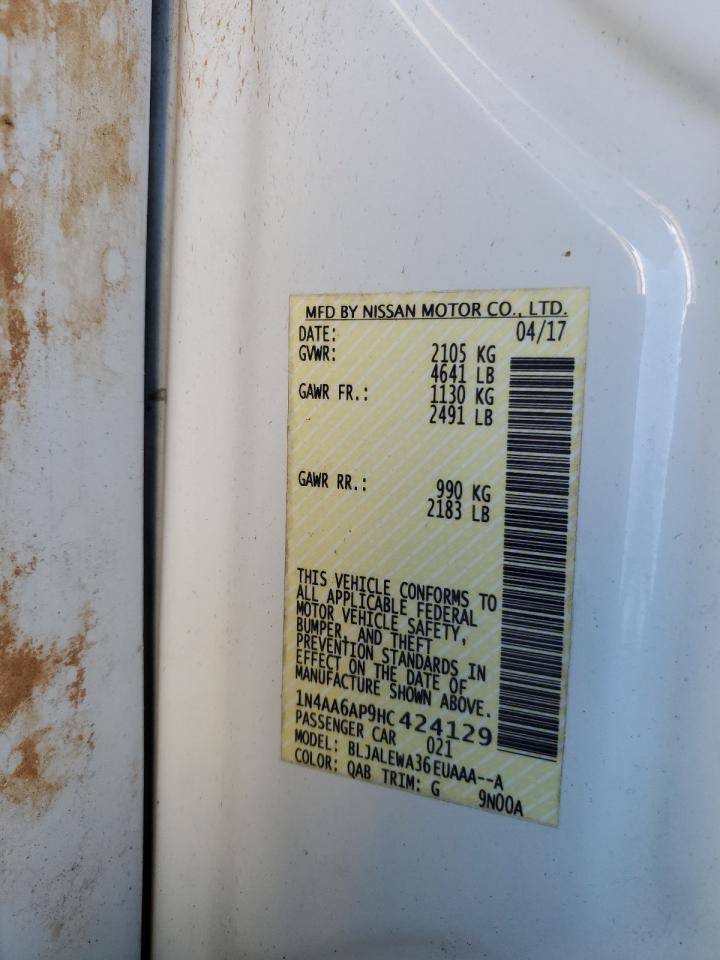 MFD BY NISSAN MOTOR CO., LTD.
DATE: 04/17
GVWR: 2105 KG
4641 LB
GAWR FR.: 1130 KG
2491 LB
GAWR RR.: 990 KG
2183 LB
THIS VEHICLE CONFORMS TO
ALL APPLICABLE FEDERAL
MOTOR VEHICLE SAFETY,
BUMPER, AND THEFT
PREVENTION STANDARDS IN
EFFECT ON THE DATE OF
MANUFACTURE SHOWN ABOVE.
1N4AA6AP9HC424129
PASSENGER CAR 021
MODEL: BLJALEWA36EUAAA--A
COLOR: QAB TRIM: G 9N00A